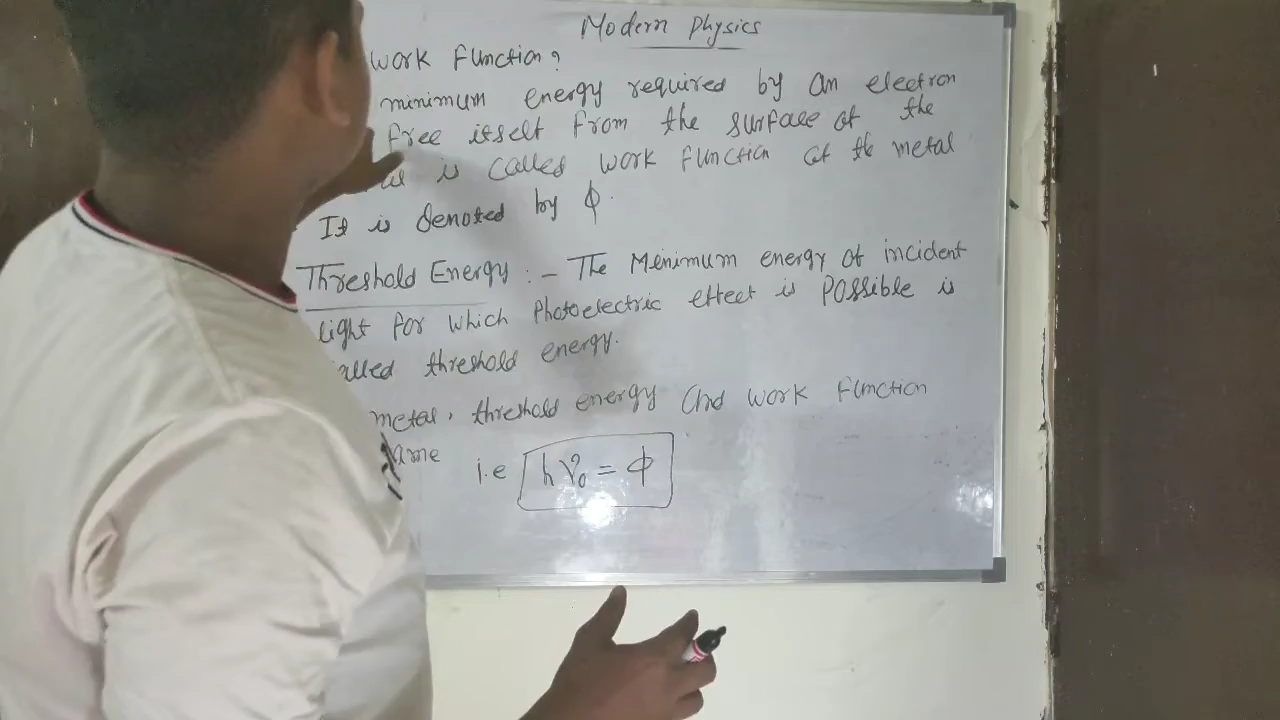 Modern Physics
work Function?
minimum energy required by an electron
free itself from the surface of the
is called work function of the metal
It is denoted by ϕ.
Threshold Energy :- The Menimum energy of incident
light for which Photoelectric effect is Possible is
called threshold energy.
metal, threshold energy and work function
same i.e hν₀ = ϕ